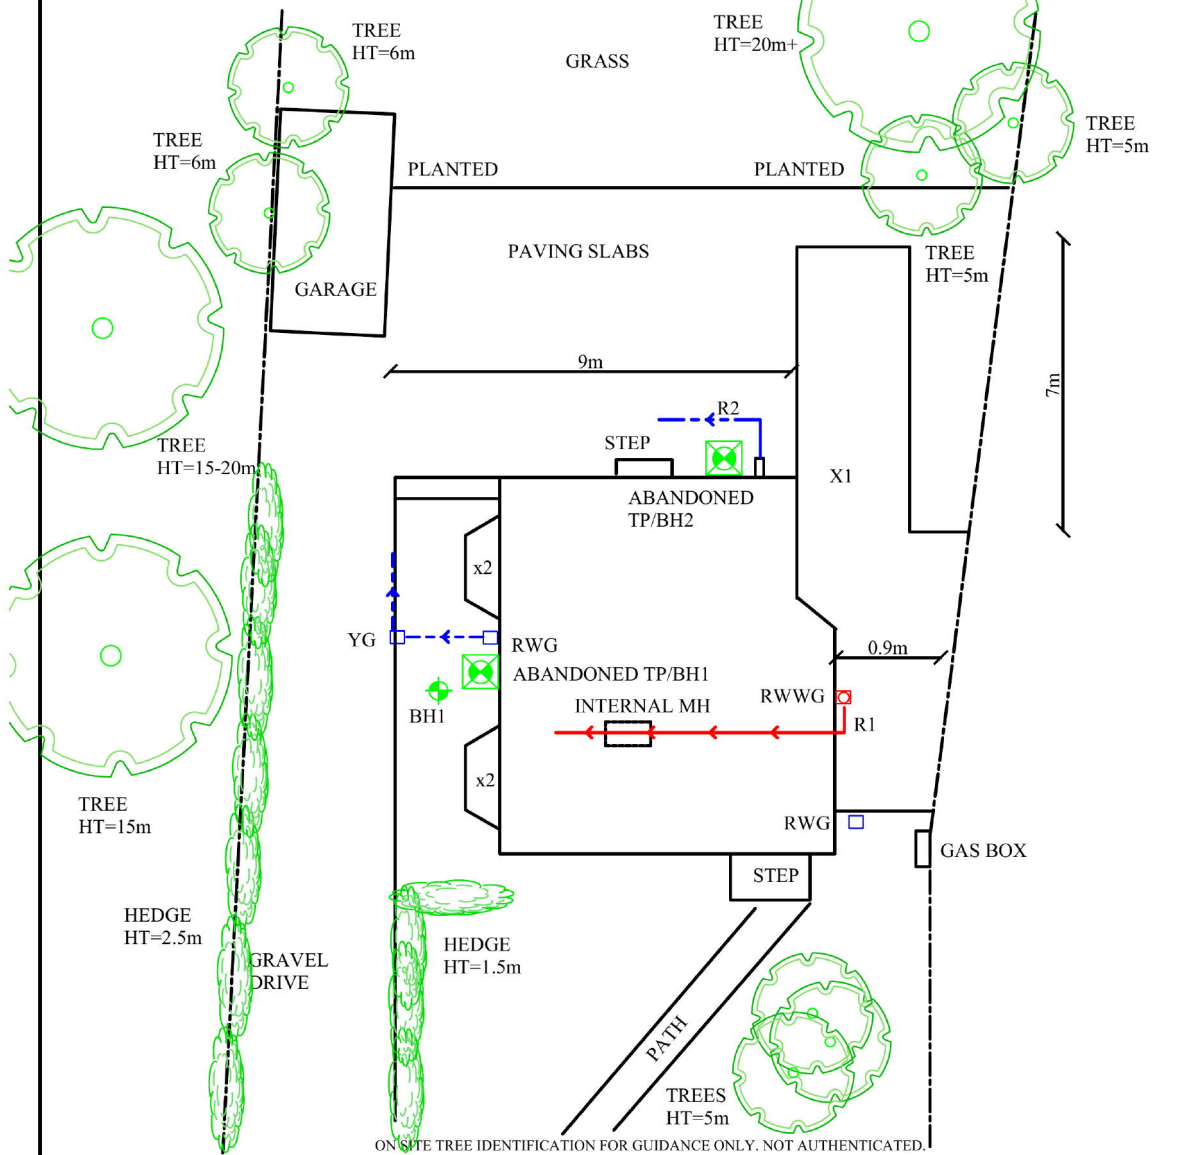 TREE
HT=6m
TREE
HT=20m+
GRASS
TREE
HT=5m
TREE
HT=6m
PLANTED
PLANTED
PAVING SLABS
TREE
HT=5m
GARAGE
9m
7m
R2
STEP
TREE
HT=15-20m
X1
ABANDONED
TP/BH2
x2
YG
RWG
0.9m
ABANDONED TP/BH1
BH1
INTERNAL MH
RWWG
R1
x2
TREE
HT=15m
RWG
GAS BOX
STEP
HEDGE
HT=2.5m
HEDGE
HT=1.5m
GRAVEL
DRIVE
PATH
TREES
HT=5m
ON SITE TREE IDENTIFICATION FOR GUIDANCE ONLY. NOT AUTHENTICATED.